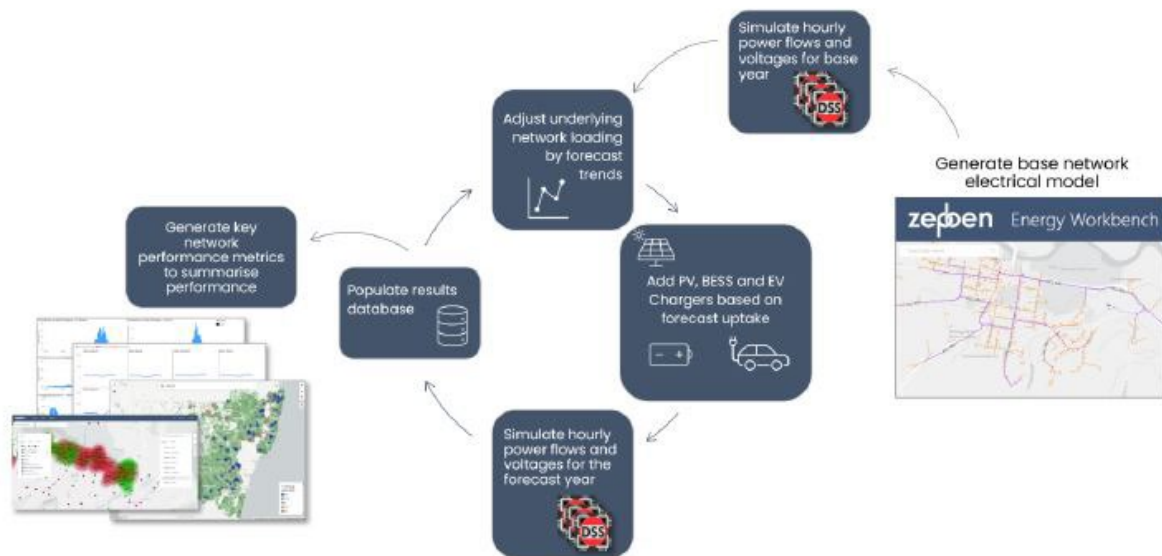 Simulate hourly
power flows and
voltages for base
year
DSS
Adjust underlying
network loading
by forecast
trends
Generate base network
electrical model
zepben Energy Workbench
Generate key
network
performance metrics
to summarise
performance
Populate results
database
Add PV, BESS and EV
Chargers based on
forecast uptake
Simulate hourly
power flows and
voltages for the
forecast year
DSS